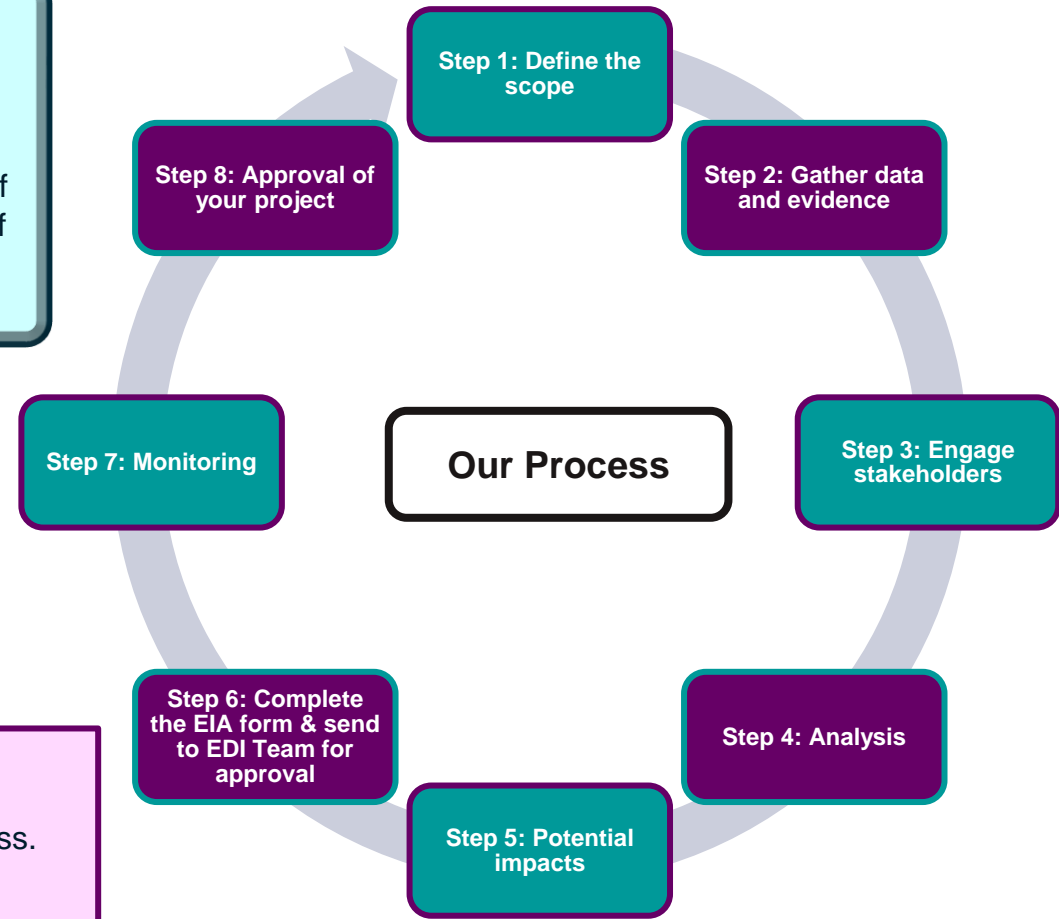 f
f
ss.
Step 1: Define the
scope
Step 2: Gather data
and evidence
Step 3: Engage
stakeholders
Step 4: Analysis
Step 5: Potential
impacts
Step 6: Complete
the EIA form & send
to EDI Team for
approval
Step 7: Monitoring
Step 8: Approval of
your project
Our Process